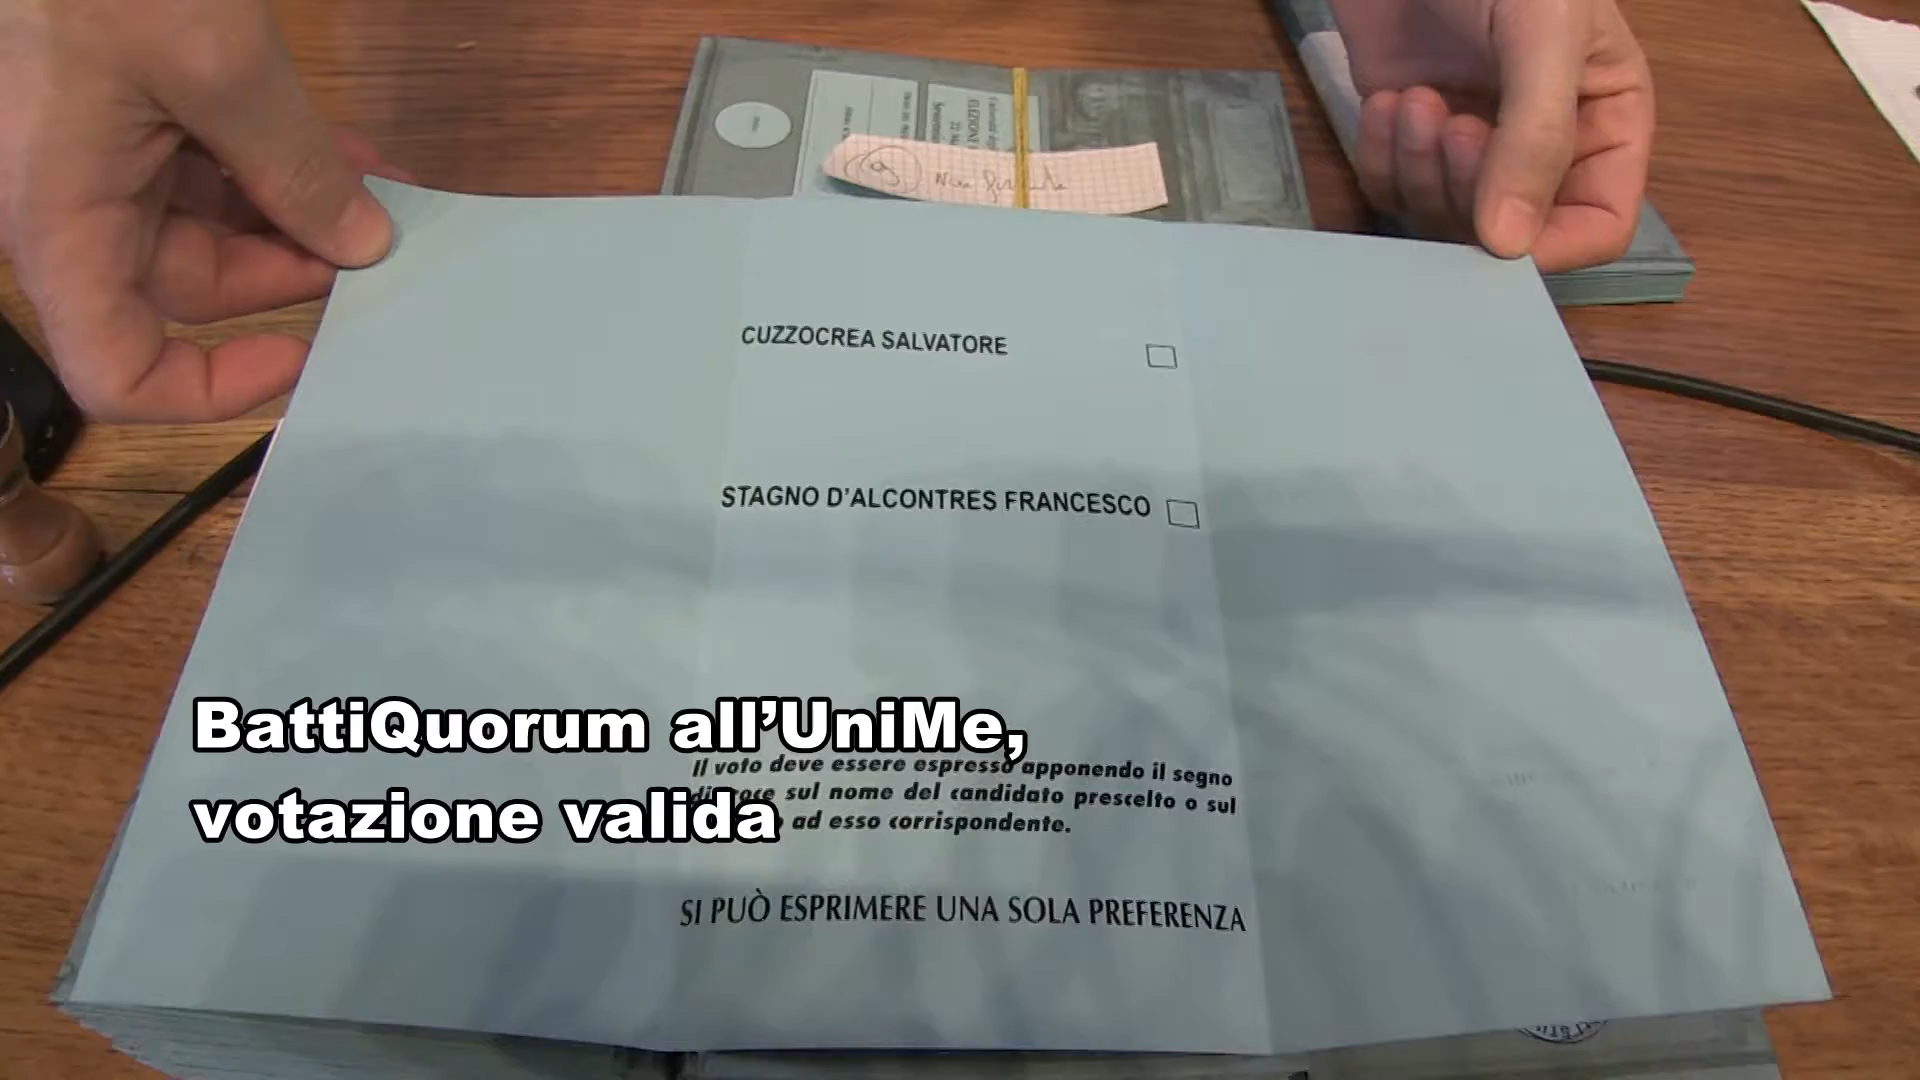 CUZZOCREA SALVATORE
STAGNO D'ALCONTRES FRANCESCO
BattiQuorum all’UniMe,
votazione valida
Il voto deve essere espresso apponendo il segno
sul nome del candidato prescelto o sul
ad esso corrispondente.
SI PUÒ ESPRIMERE UNA SOLA PREFERENZA